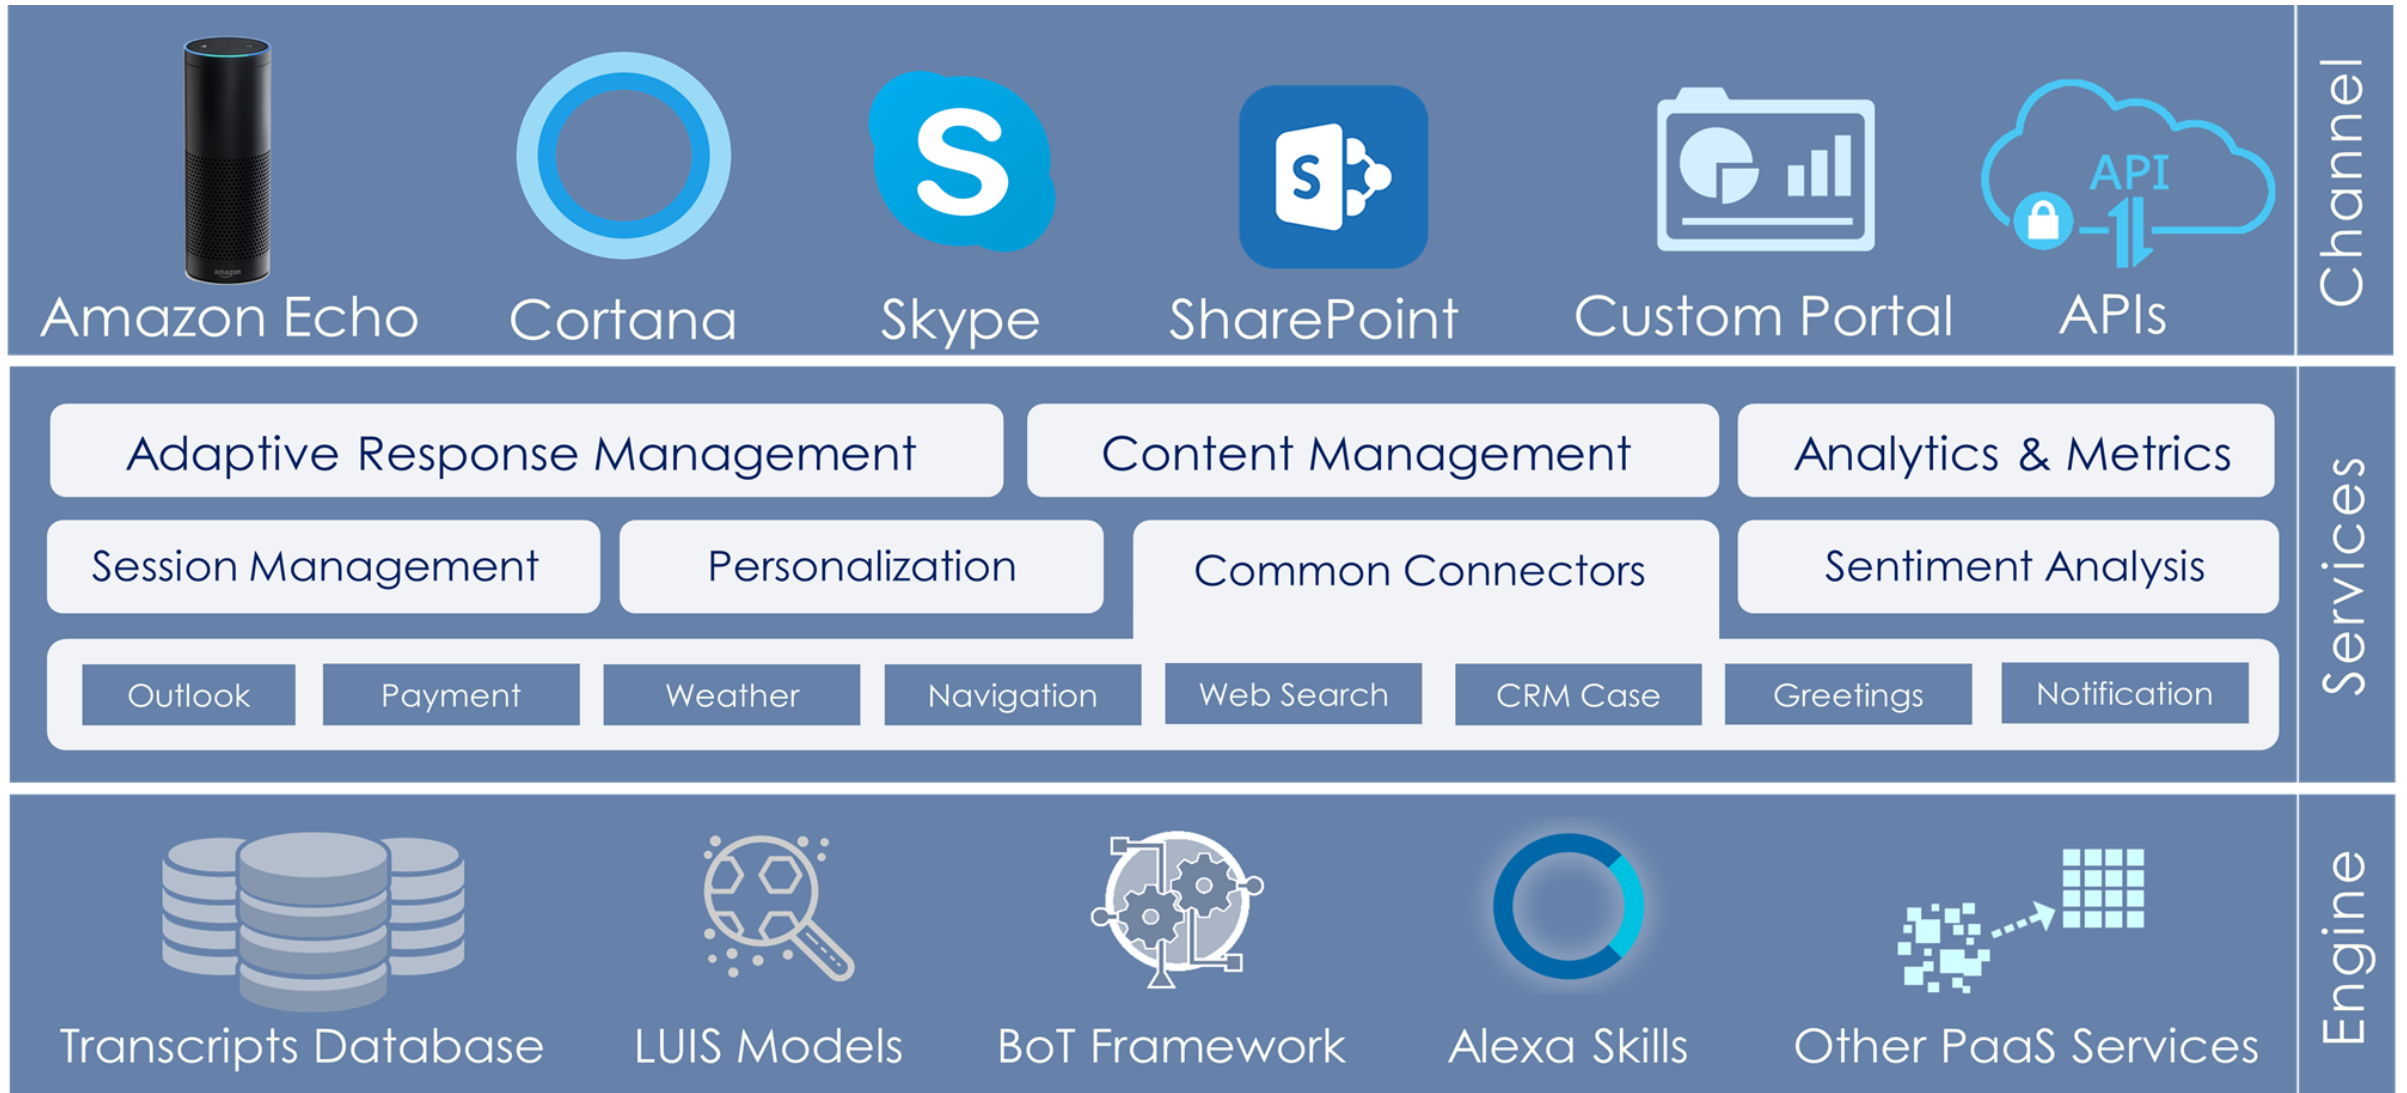 amazon
S
S
API
Amazon Echo
Cortana
Skype
SharePoint
Custom Portal
APIs
Channel
Adaptive Response Management
Content Management
Analytics & Metrics
Session Management
Personalization
Common Connectors
Sentiment Analysis
Outlook
Payment
Weather
Navigation
Web Search
CRM Case
Greetings
Notification
Services
Transcripts Database
LUIS Models
BoT Framework
Alexa Skills
Other PaaS Services
Engine